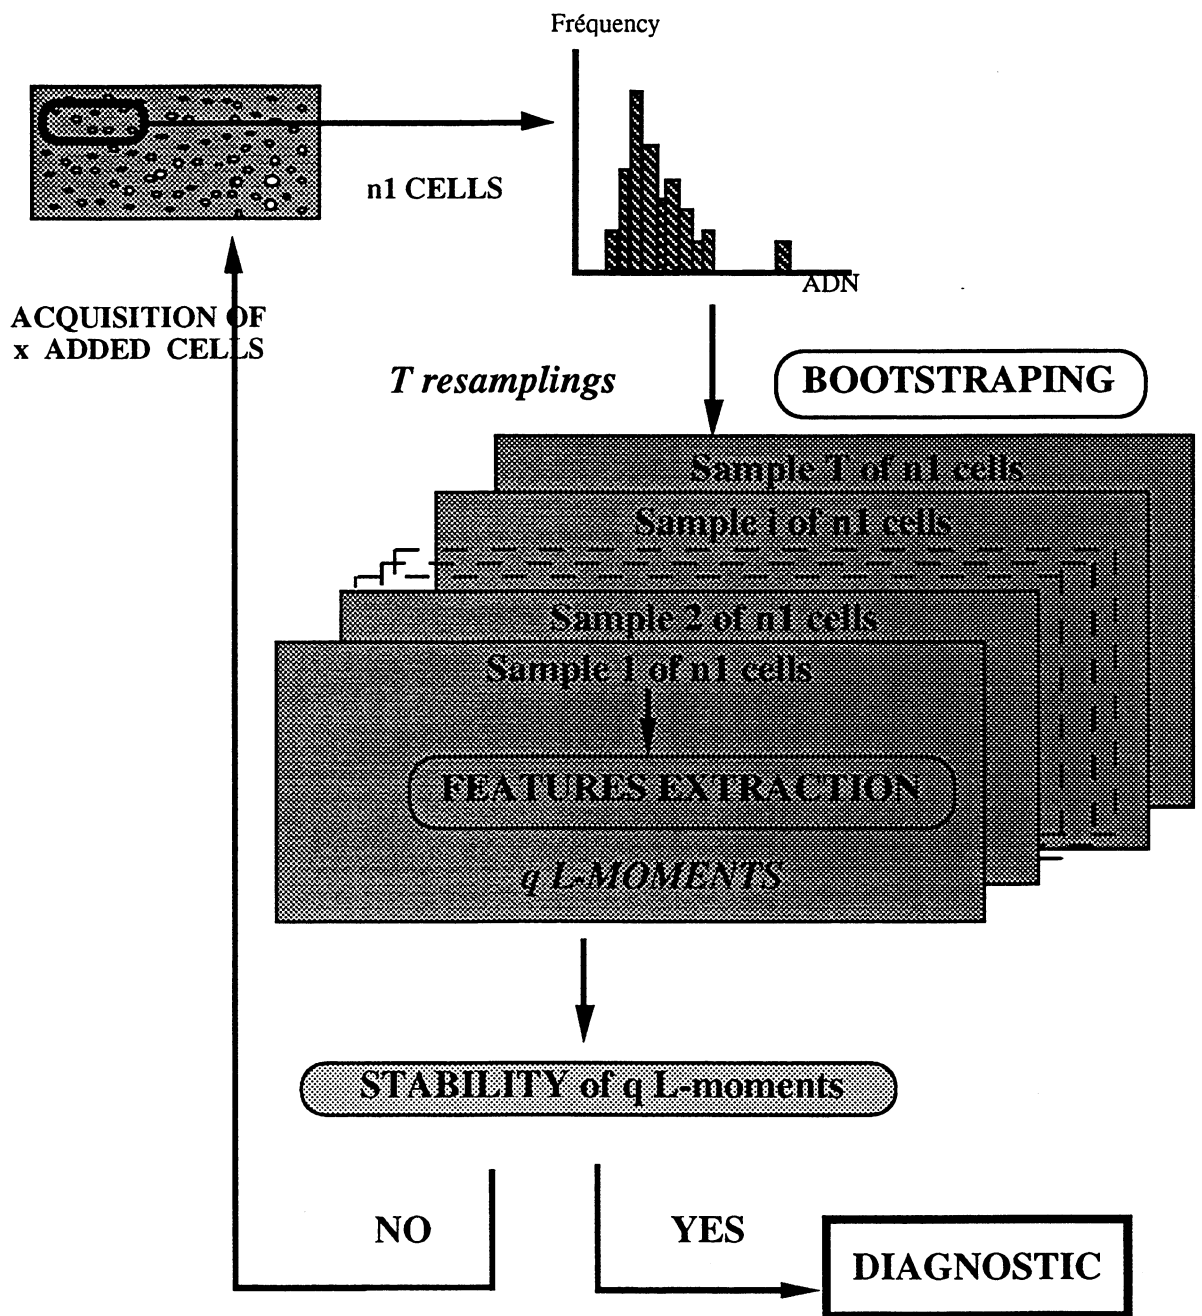 Fréquency
n1 CELLS
ADN
ACQUISITION OF
x ADDED CELLS
T resamplings
BOOTSTRAPING
Sample T of n1 cells
Sample i of n1 cells
Sample 2 of n1 cells
Sample 1 of n1 cells
FEATURES EXTRACTION
q L-MOMENTS
STABILITY of q L-moments
NO
YES
DIAGNOSTIC